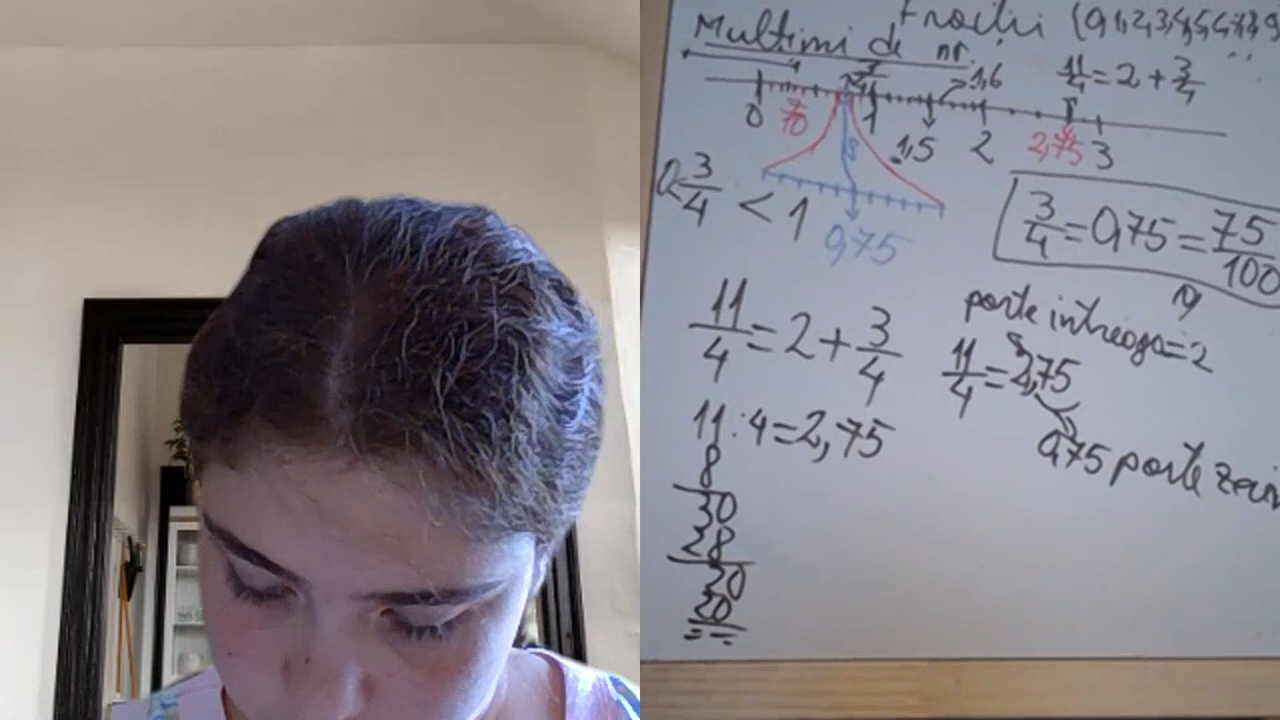 Fracții (0,1,2,3,4,5,6,7,8,9
Mulțimi de nr.
1,6 11/4 = 2 + 3/4
0 7/10 1 1,5 2 2,75 3
0 < 3/4 < 1 0,75
3/4 = 0,75 = 75/100
11/4 = 2 + 3/4
parte întreagă = 2
11/4 = 2,75
0,75 parte
11 : 4 = 2,75
8
30
28
20
20
==